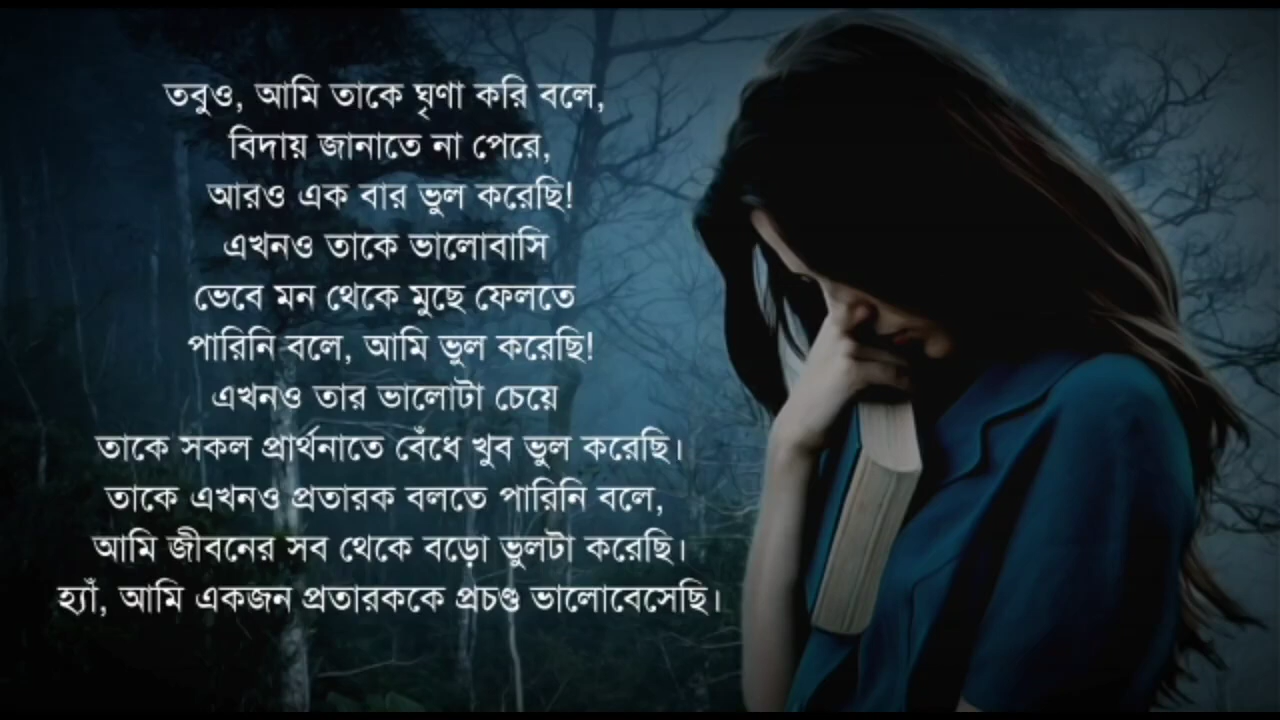 তবুও, আমি তাকে ঘৃণা করি বলে,
বিদায় জানাতে না পেরে,
আরও এক বার ভুল করেছি!
এখনও তাকে ভালোবাসি
ভেবে মন থেকে মুছে ফেলতে
পারিনি বলে, আমি ভুল করেছি!
এখনও তার ভালোটা চেয়ে
তাকে সকল প্রার্থনাতে বেঁধে খুব ভুল করেছি।
তাকে এখনও প্রতারক বলতে পারিনি বলে,
আমি জীবনের সব থেকে বড়ো ভুলটা করেছি।
হ্যাঁ, আমি একজন প্রতারককে প্রচণ্ড ভালোবেসেছি।